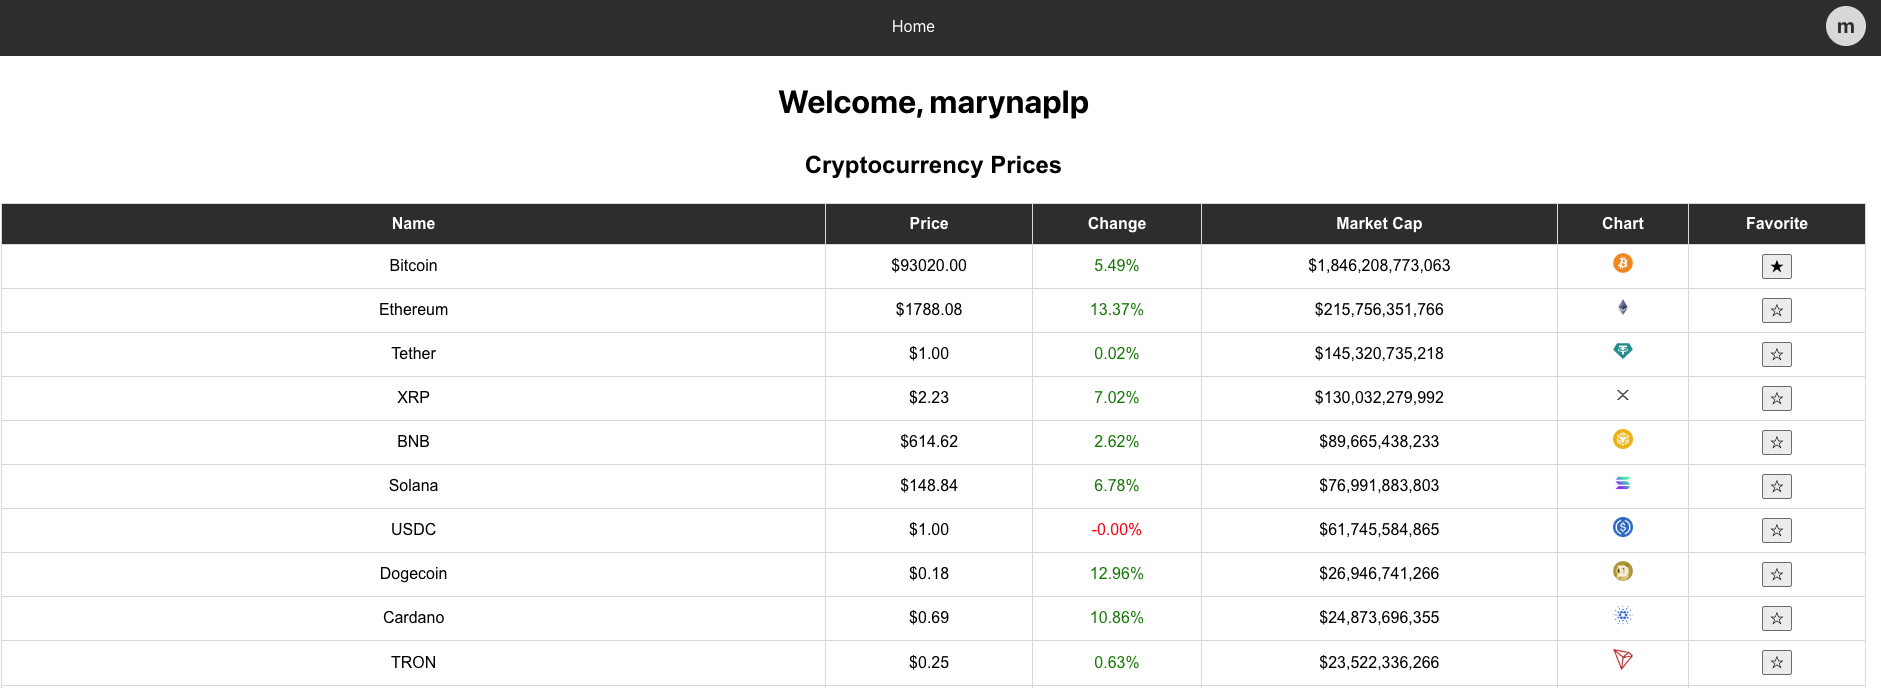 Home
m
Welcome, marynaplp
Cryptocurrency Prices
Name Price Change Market Cap Chart Favorite
Bitcoin $93020.00 5.49% $1,846,208,773,063 ★
Ethereum $1788.08 13.37% $215,756,351,766 ☆
Tether $1.00 0.02% $145,320,735,218 ☆
XRP $2.23 7.02% $130,032,279,992 ☆
BNB $614.62 2.62% $89,665,438,233 ☆
Solana $148.84 6.78% $76,991,883,803 ☆
USDC $1.00 -0.00% $61,745,584,865 ☆
Dogecoin $0.18 12.96% $26,946,741,266 ☆
Cardano $0.69 10.86% $24,873,696,355 ☆
TRON $0.25 0.63% $23,522,336,266 ☆